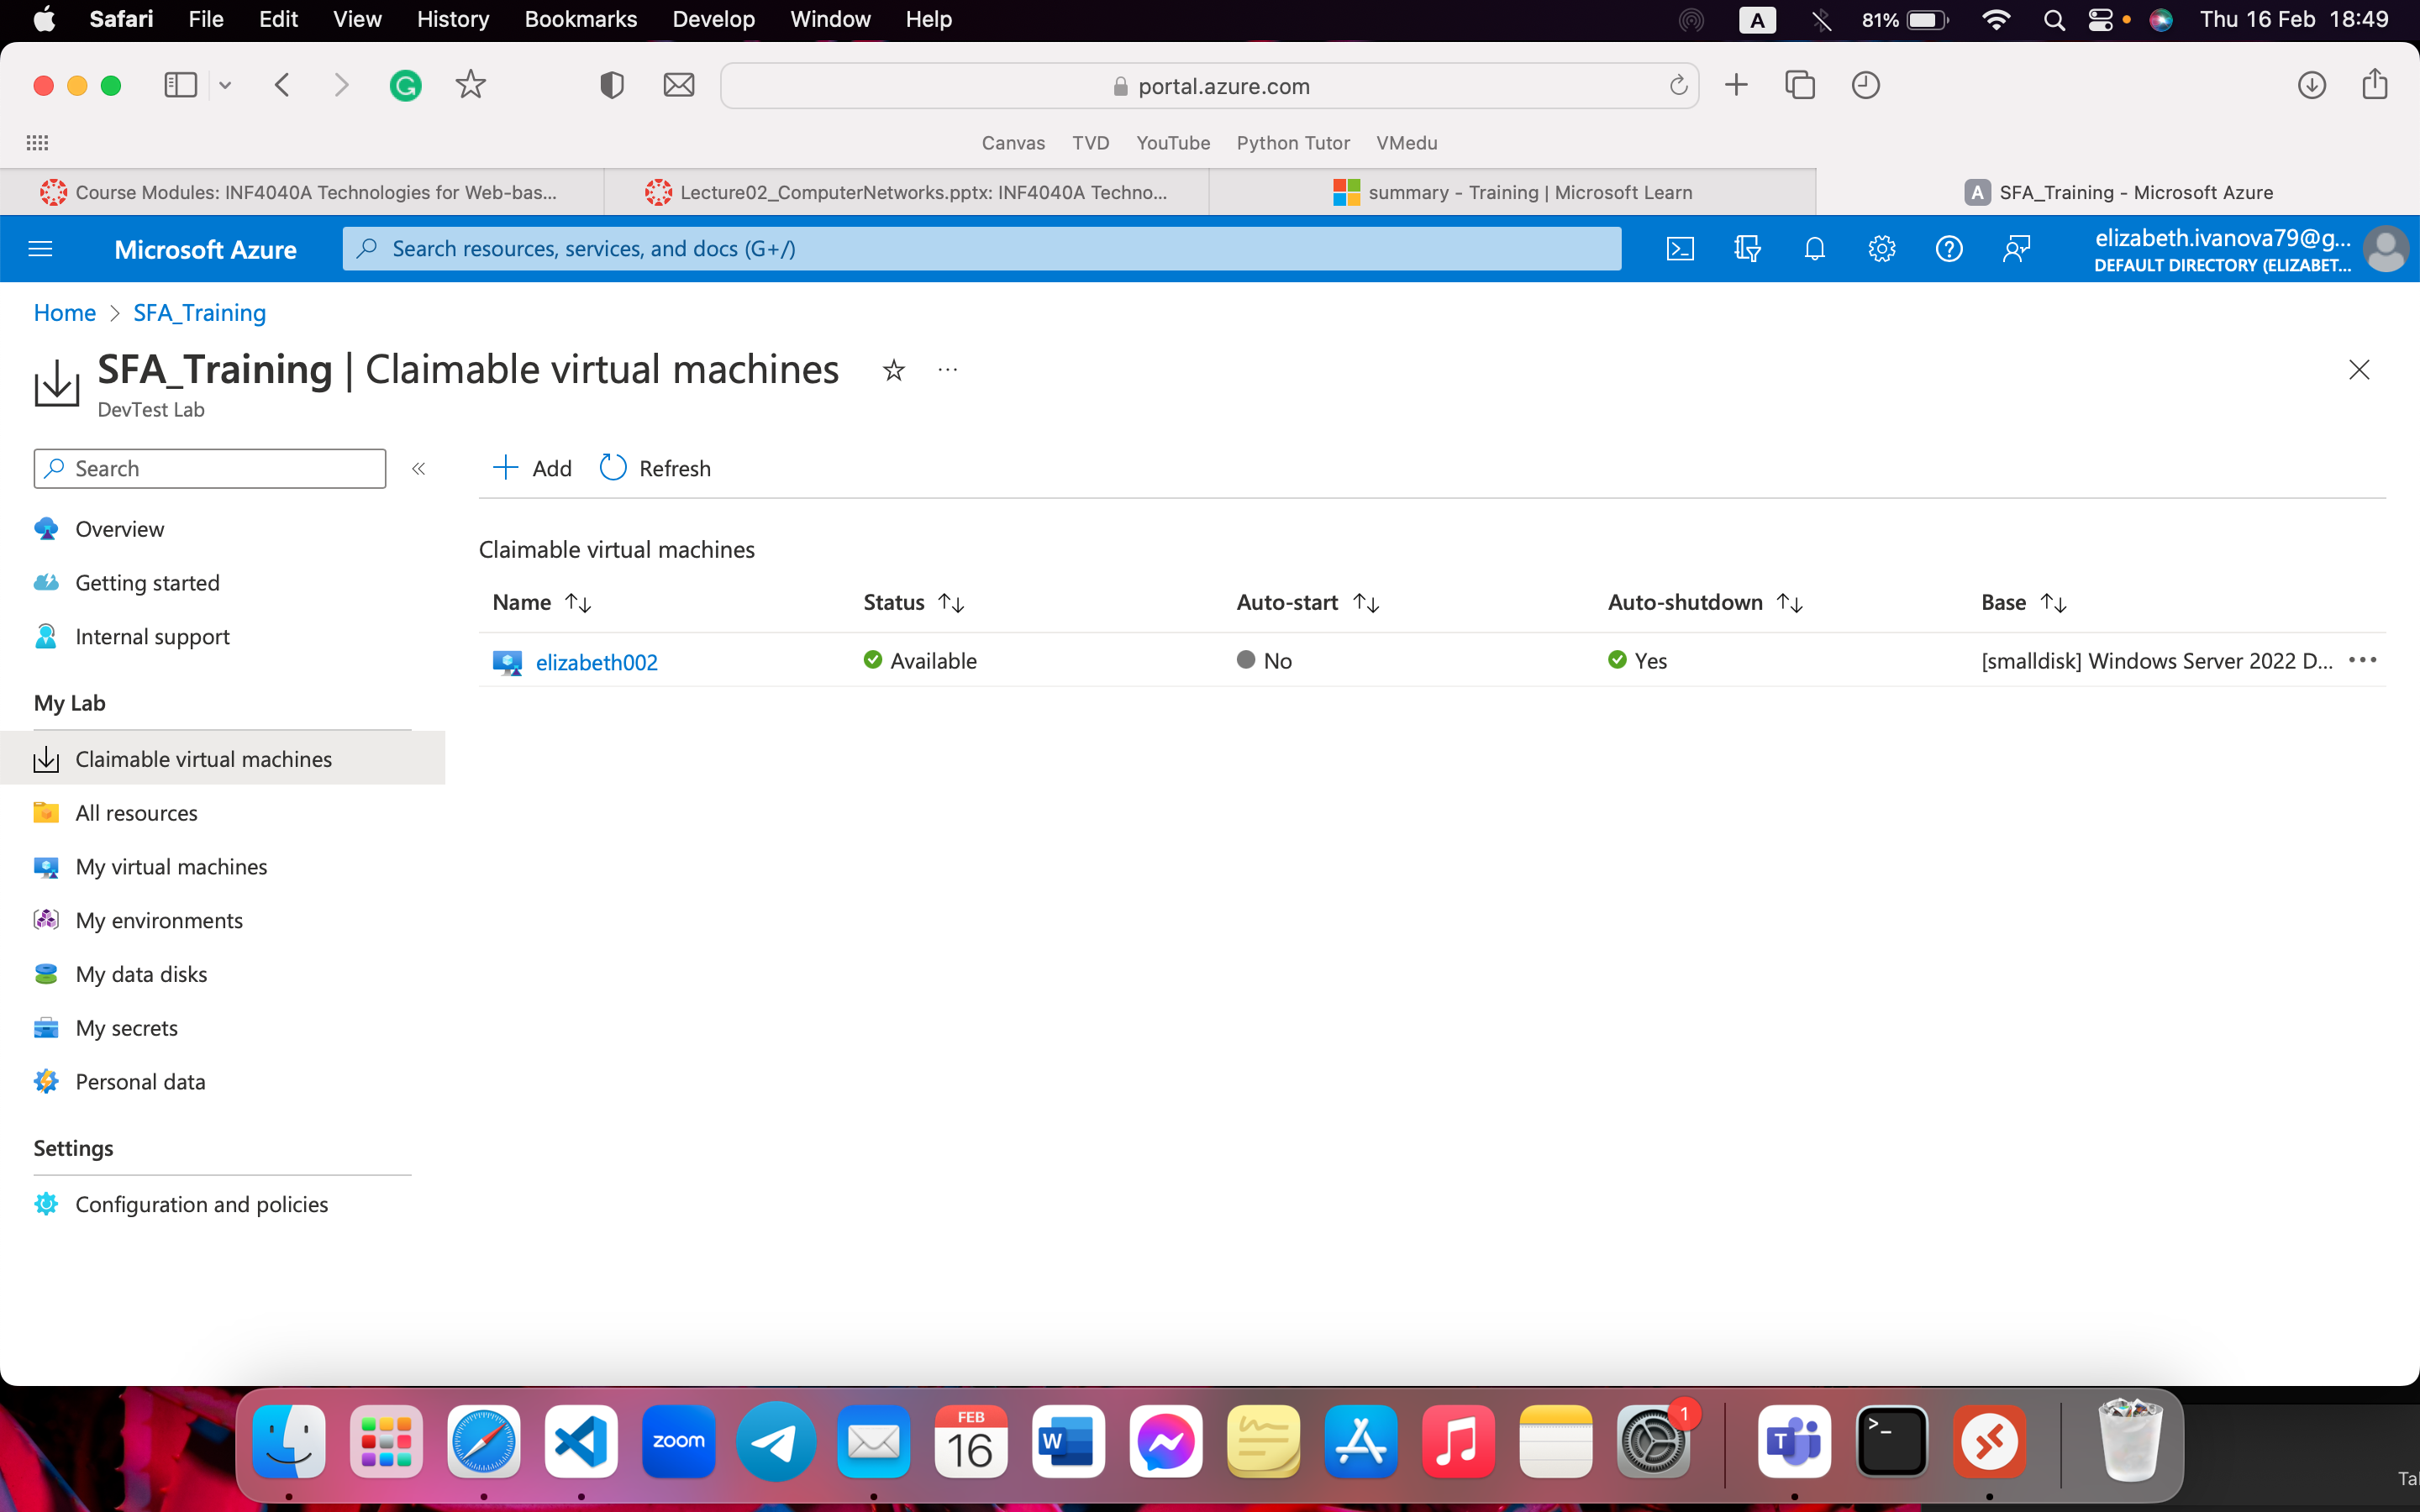 Safari File Edit View History Bookmarks Develop Window Help A 81% Thu 16 Feb 18:49
portal.azure.com
Canvas TVD YouTube Python Tutor VMedu
Course Modules: INF4040A Technologies for Web-bas... Lecture02_ComputerNetworks.pptx: INF4040A Techno... summary - Training | Microsoft Learn A SFA_Training - Microsoft Azure
Microsoft Azure Search resources, services, and docs (G+/) elizabeth.ivanova79@g...
DEFAULT DIRECTORY (ELIZABET...
Home > SFA_Training
SFA_Training | Claimable virtual machines ...
DevTest Lab
Search « Add Refresh
Overview
Getting started
Internal support
My Lab
Claimable virtual machines
All resources
My virtual machines
My environments
My data disks
My secrets
Personal data
Settings
Configuration and policies
Claimable virtual machines
Name Status Auto-start Auto-shutdown Base
elizabeth002 Available No Yes [smalldisk] Windows Server 2022 D... ...
zoom FEB 16 W 1 T >_